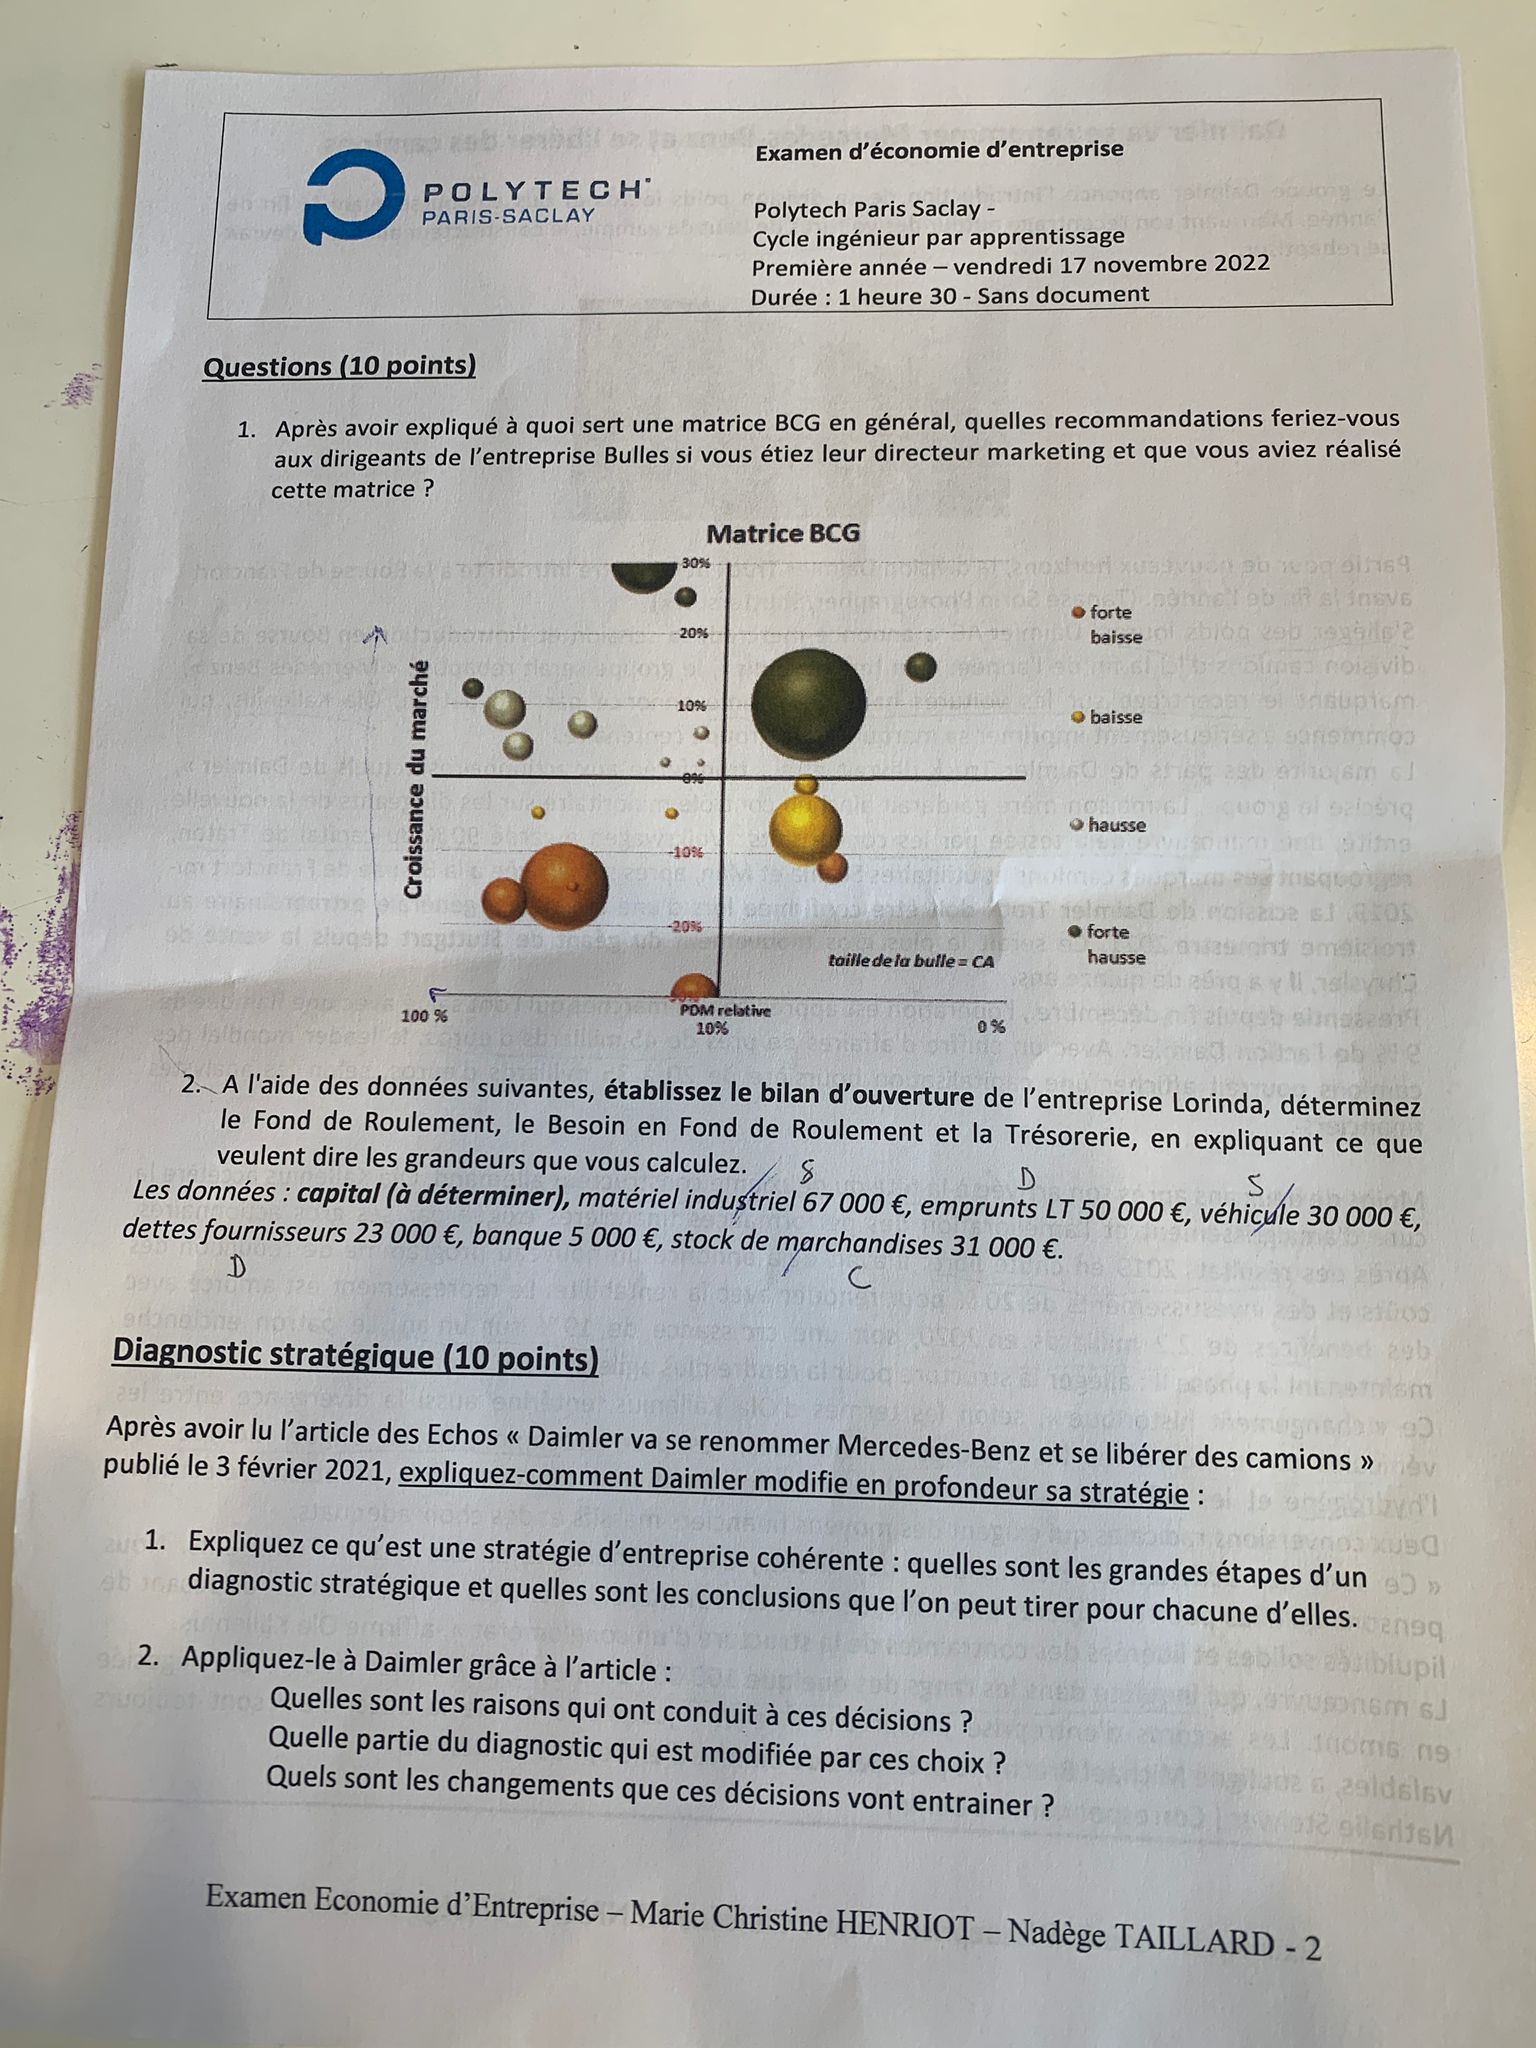 POLYTECH
PARIS-SACLAY
Examen d'économie d'entreprise
Polytech Paris Saclay -
Cycle ingénieur par apprentissage
Première année – vendredi 17 novembre 2022
Durée : 1 heure 30 - Sans document
Questions (10 points)
1. Après avoir expliqué à quoi sert une matrice BCG en général, quelles recommandations feriez-vous
aux dirigeants de l'entreprise Bulles si vous étiez leur directeur marketing et que vous aviez réalisé
cette matrice ?
Matrice BCG
Croissance du marché
30%
20%
10%
0%
-10%
-20%
forte
baisse
baisse
hausse
forte
hausse
taille de la bulle = CA
100 %
PDM relative
10%
0 %
2. A l'aide des données suivantes, établissez le bilan d'ouverture de l'entreprise Lorinda, déterminez
le Fond de Roulement, le Besoin en Fond de Roulement et la Trésorerie, en expliquant ce que
veulent dire les grandeurs que vous calculez.
D
S
Les données : capital (à déterminer), matériel industriel 67 000 €, emprunts LT 50 000 €, véhicule 30 000 €,
dettes fournisseurs 23 000 €, banque 5 000 €, stock de marchandises 31 000 €.
D
C
Diagnostic stratégique (10 points)
Après avoir lu l'article des Echos « Daimler va se renommer Mercedes-Benz et se libérer des camions »
publié le 3 février 2021, expliquez-comment Daimler modifie en profondeur sa stratégie :
1. Expliquez ce qu'est une stratégie d'entreprise cohérente : quelles sont les grandes étapes d'un
diagnostic stratégique et quelles sont les conclusions que l'on peut tirer pour chacune d'elles.
2. Appliquez-le à Daimler grâce à l'article :
Quelles sont les raisons qui ont conduit à ces décisions ?
Quelle partie du diagnostic qui est modifiée par ces choix ?
Quels sont les changements que ces décisions vont entrainer ?
Examen Economie d'Entreprise – Marie Christine HENRIOT – Nadège TAILLARD - 2